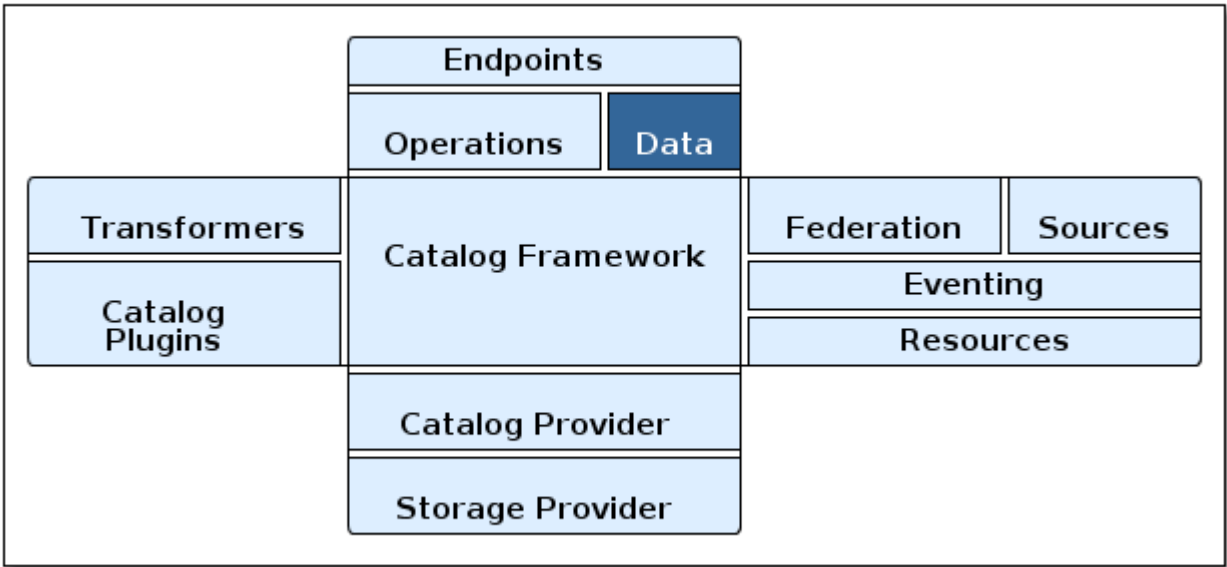 Endpoints
Operations
Data
Transformers
Catalog Framework
Federation
Sources
Eventing
Catalog
Plugins
Resources
Catalog Provider
Storage Provider